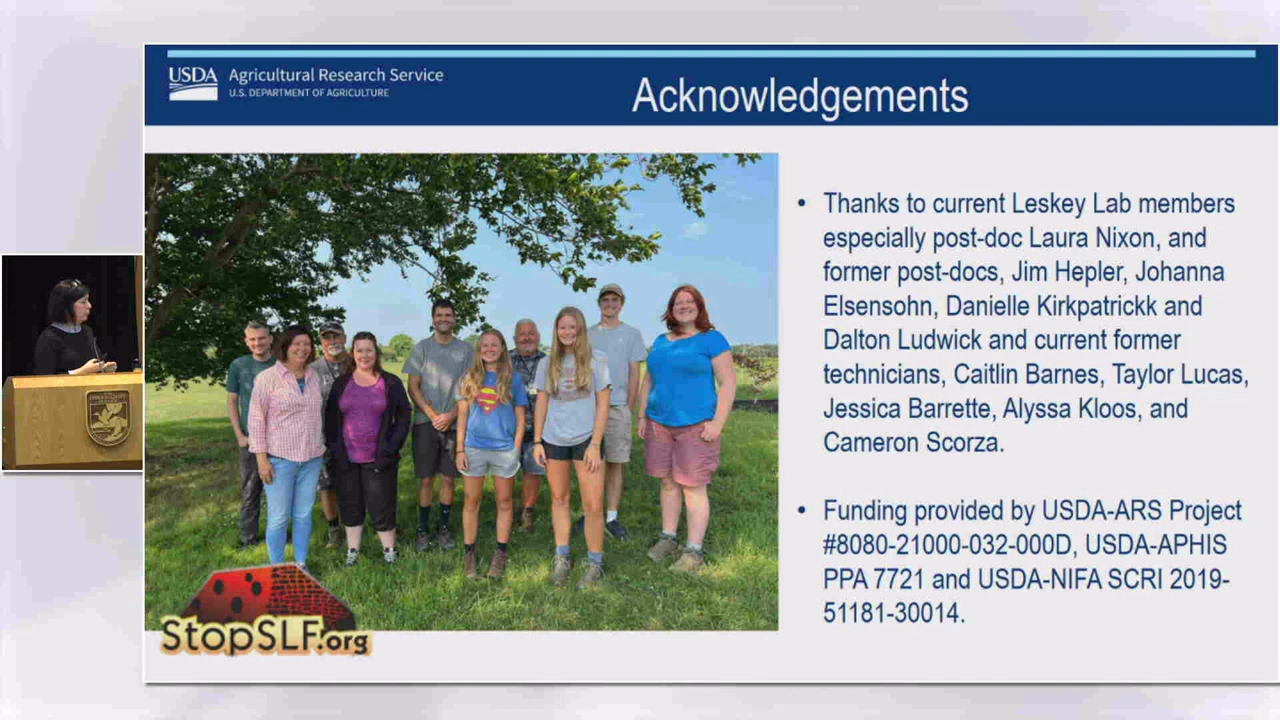 USDA
Agricultural Research Service
U.S. DEPARTMENT OF AGRICULTURE
Acknowledgements
• Thanks to current Leskey Lab members
especially post-doc Laura Nixon, and
former post-docs, Jim Hepler, Johanna
Elsensohn, Danielle Kirkpatrickk and
Dalton Ludwick and current former
technicians, Caitlin Barnes, Taylor Lucas,
Jessica Barrette, Alyssa Kloos, and
Cameron Scorza.
• Funding provided by USDA-ARS Project
#8080-21000-032-000D, USDA-APHIS
PPA 7721 and USDA-NIFA SCRI 2019-
51181-30014.
StopSLF.org